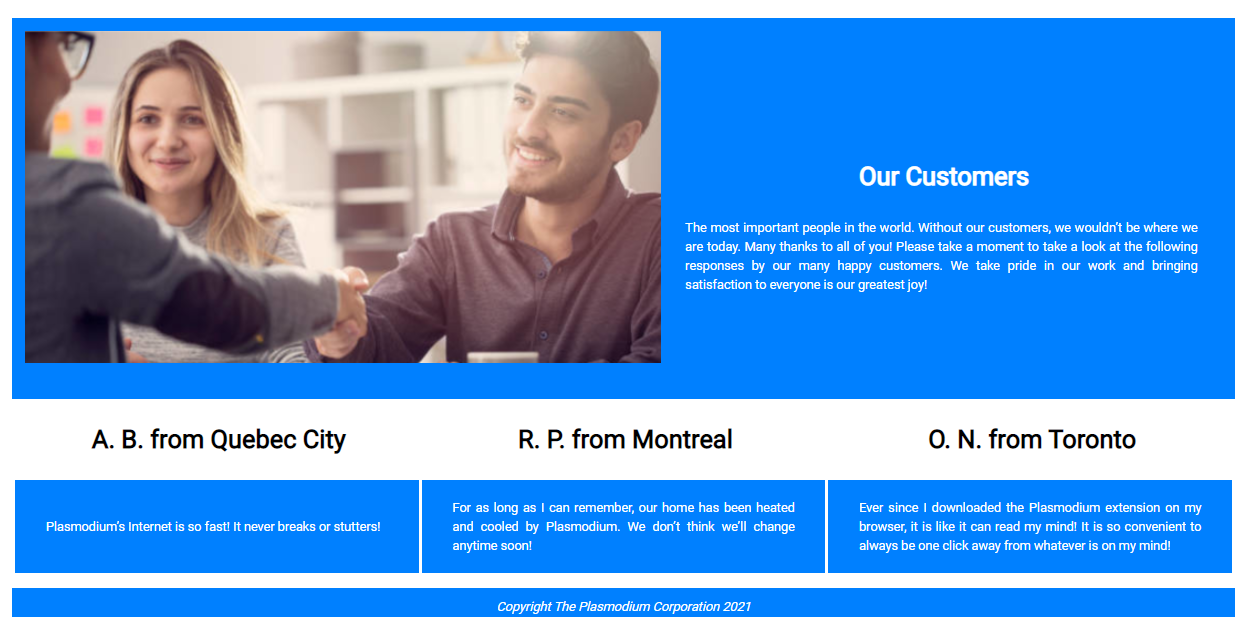 Our Customers
The most important people in the world. Without our customers, we wouldn't be where we
are today. Many thanks to all of you! Please take a moment to take a look at the following
responses by our many happy customers. We take pride in our work and bringing
satisfaction to everyone is our greatest joy!
A. B. from Quebec City
Plasmodium's Internet is so fast! It never breaks or stutters!
R. P. from Montreal
For as long as I can remember, our home has been heated
and cooled by Plasmodium. We don't think we'll change
anytime soon!
O. N. from Toronto
Ever since I downloaded the Plasmodium extension on my
browser, it is like it can read my mind! It is so convenient to
always be one click away from whatever is on my mind!
Copyright The Plasmodium Corporation 2021